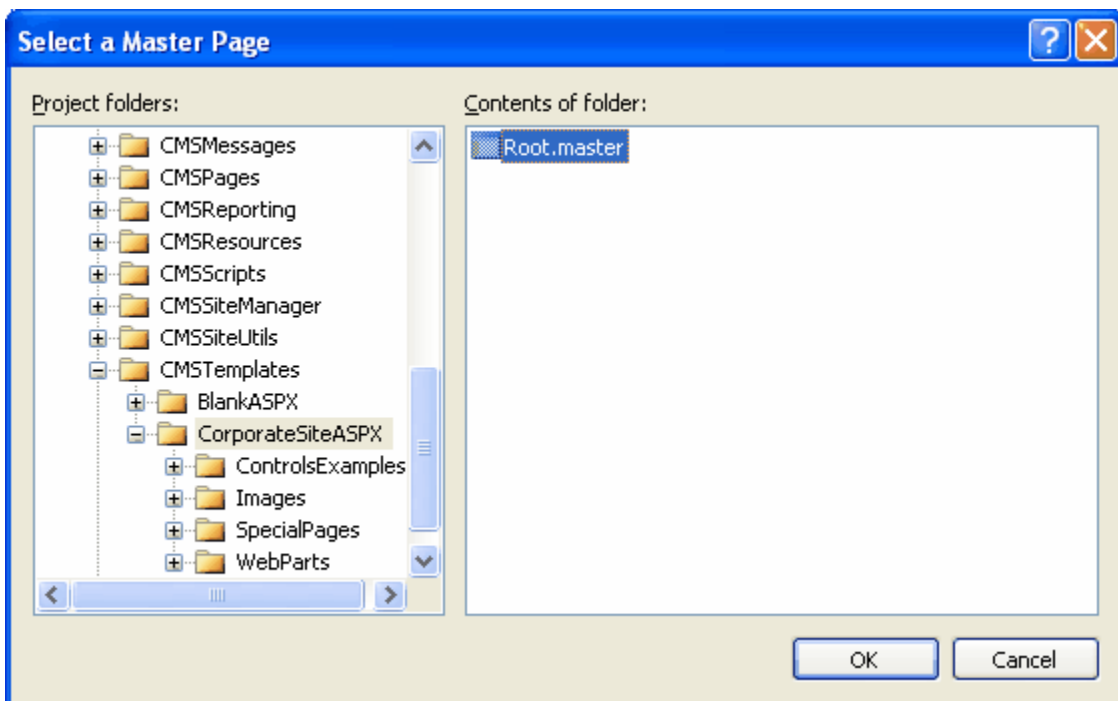 Select a Master Page
Project folders:
Contents of folder:
CMSMessages
CMSPages
CMSReporting
CMSResources
CMSScripts
CMSSiteManager
CMSSiteUtils
CMSTemplates
BlankASPX
CorporateSiteASPX
ControlsExamples
Images
SpecialPages
WebParts
Root.master
OK
Cancel